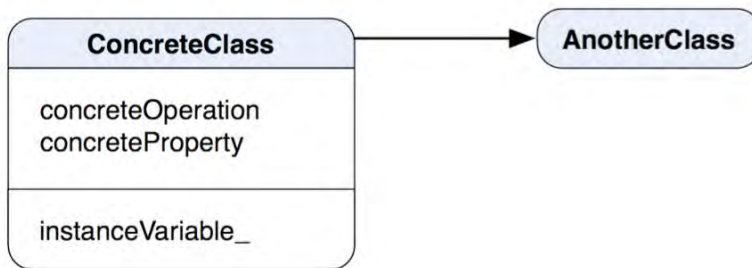 ConcreteClass
AnotherClass
concreteOperation
concreteProperty
instanceVariable_